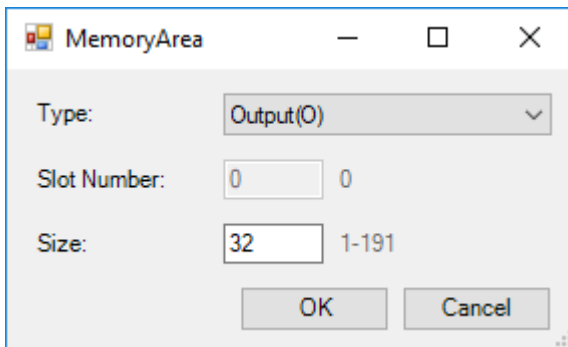 MemoryArea
Type: Output(O)
Slot Number: 0 0
Size: 32 1-191
OK Cancel